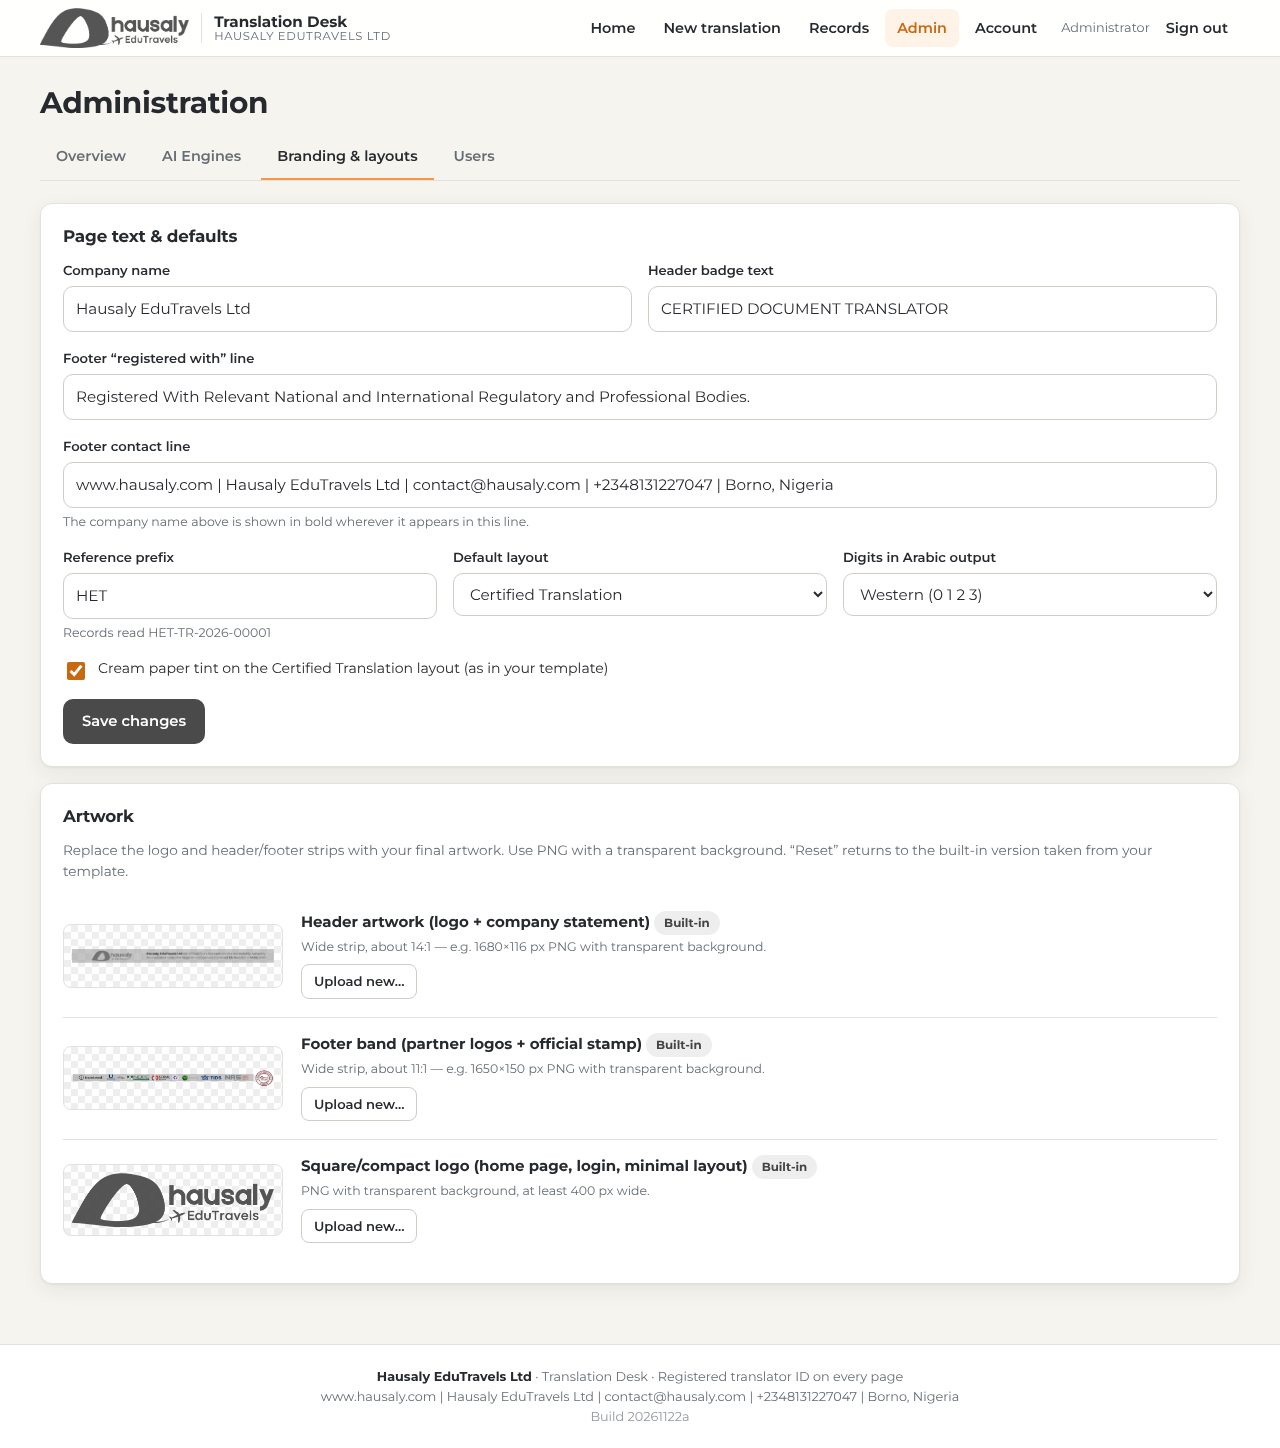 hausaly
EduTravels
Translation Desk
HAUSALY EDUTRAVELS LTD
Home
New translation
Records
Admin
Account
Administrator
Sign out
Administration
Overview
AI Engines
Branding & layouts
Users
Page text & defaults
Company name
Hausaly EduTravels Ltd
Header badge text
CERTIFIED DOCUMENT TRANSLATOR
Footer “registered with” line
Registered With Relevant National and International Regulatory and Professional Bodies.
Footer contact line
www.hausaly.com | Hausaly EduTravels Ltd | contact@hausaly.com | +2348131227047 | Borno, Nigeria
The company name above is shown in bold wherever it appears in this line.
Reference prefix
HET
Records read HET-TR-2026-00001
Default layout
Certified Translation
Digits in Arabic output
Western (0 1 2 3)
Cream paper tint on the Certified Translation layout (as in your template)
Save changes
Artwork
Replace the logo and header/footer strips with your final artwork. Use PNG with a transparent background. “Reset” returns to the built-in version taken from your
template.
Header artwork (logo + company statement) Built-in
Wide strip, about 14:1 — e.g. 1680×116 px PNG with transparent background.
Upload new…
Footer band (partner logos + official stamp) Built-in
Wide strip, about 11:1 — e.g. 1650×150 px PNG with transparent background.
Upload new…
hausaly
EduTravels
Square/compact logo (home page, login, minimal layout) Built-in
PNG with transparent background, at least 400 px wide.
Upload new…
Hausaly EduTravels Ltd · Translation Desk · Registered translator ID on every page
www.hausaly.com | Hausaly EduTravels Ltd | contact@hausaly.com | +2348131227047 | Borno, Nigeria
Build 20261122a